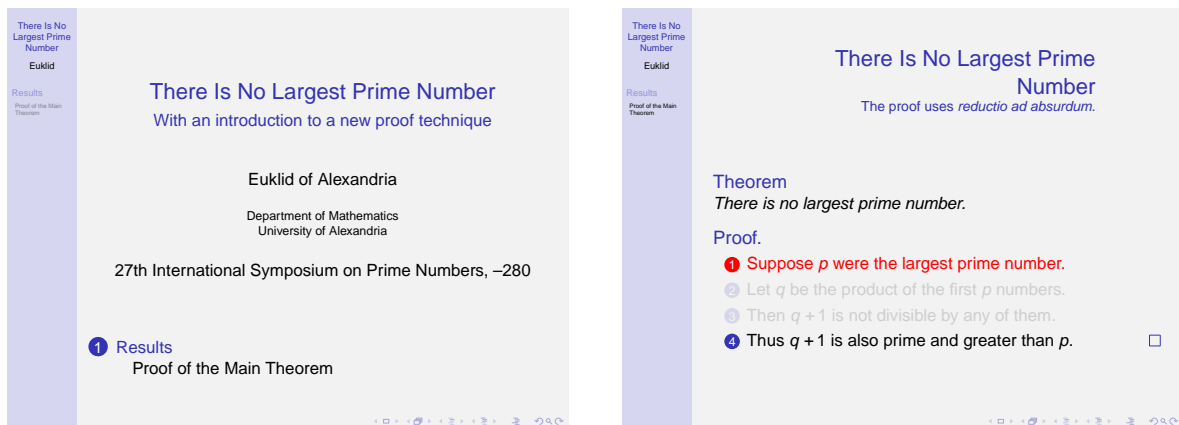 There Is No
Largest Prime
Number
Euklid
Results
Proof of the Main
Theorem
There Is No Largest Prime Number
With an introduction to a new proof technique
Euklid of Alexandria
Department of Mathematics
University of Alexandria
27th International Symposium on Prime Numbers, –280
1 Results
Proof of the Main Theorem
There Is No
Largest Prime
Number
Euklid
Results
Proof of the Main
Theorem
There Is No Largest Prime
Number
The proof uses reductio ad absurdum.
Theorem
There is no largest prime number.
Proof.
1 Suppose p were the largest prime number.
2 Let q be the product of the first p numbers.
3 Then q + 1 is not divisible by any of them.
4 Thus q + 1 is also prime and greater than p. □